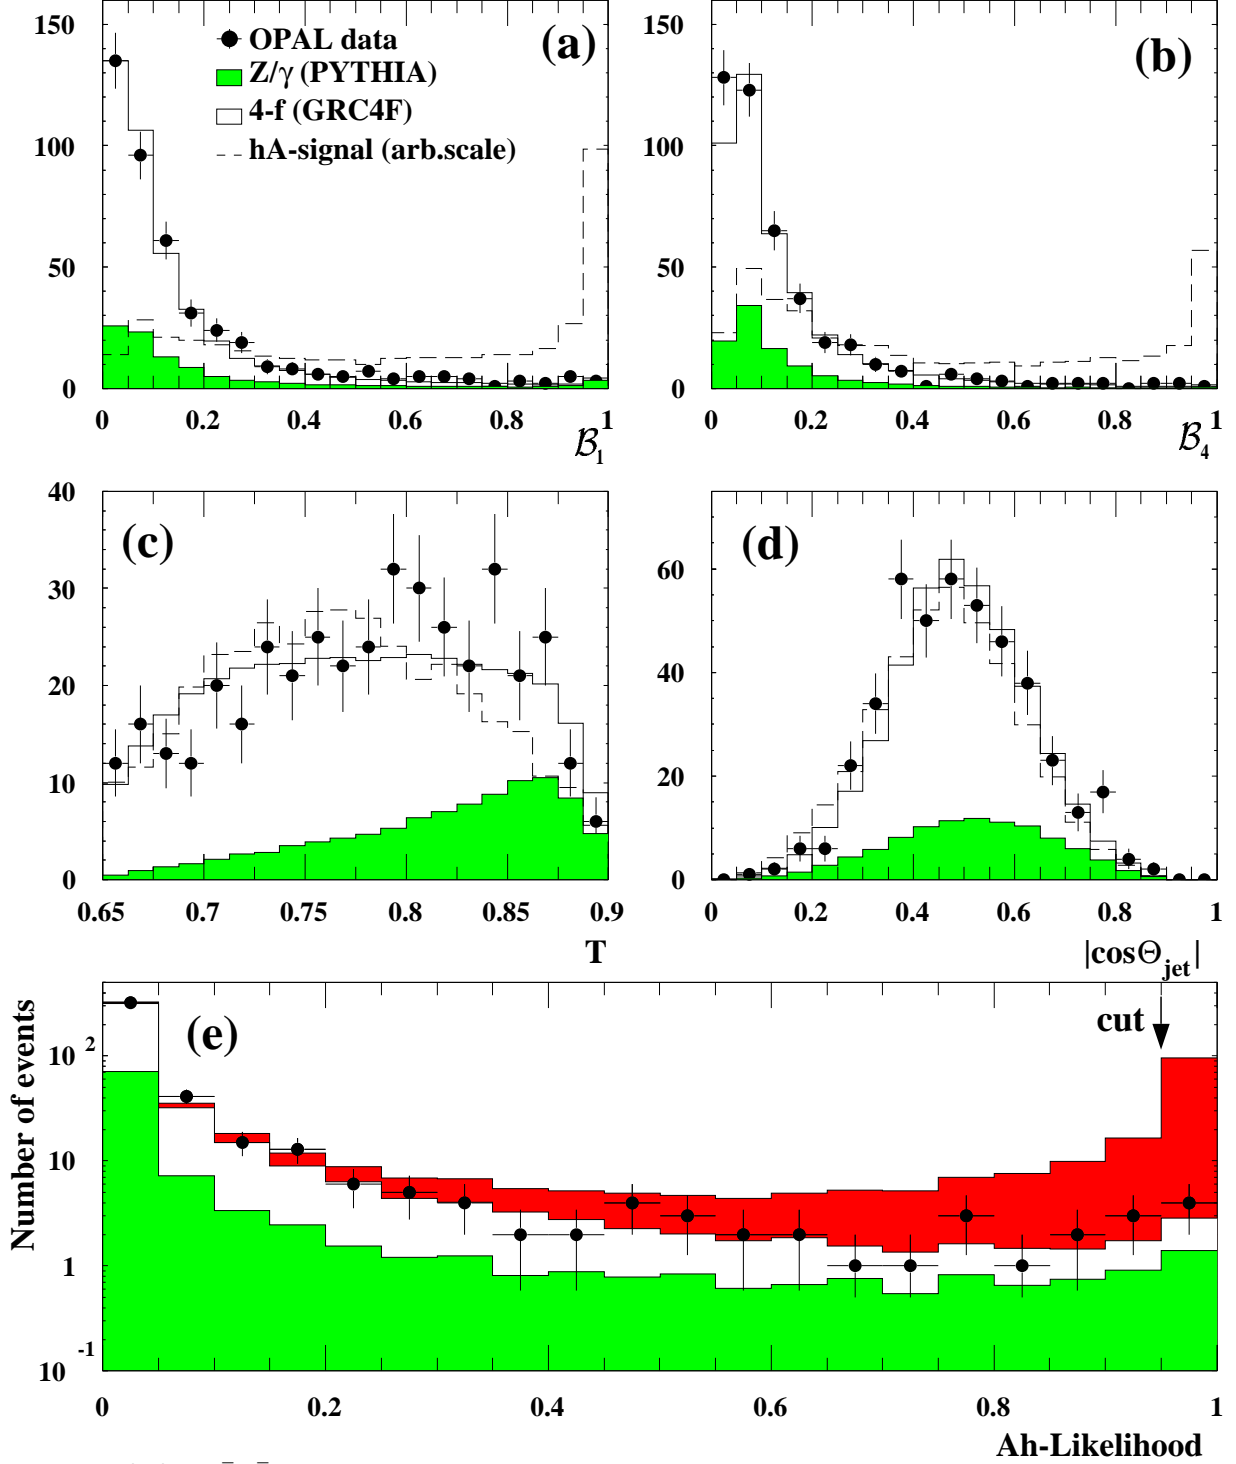 150
100
50
0
0 0.2 0.4 0.6 0.8 1
B₁
(a)
OPAL data
Z/γ (PYTHIA)
4-f (GRC4F)
hA-signal (arb.scale)
150
100
50
0
0 0.2 0.4 0.6 0.8 1
B₄
(b)
40
30
20
10
0
0.65 0.7 0.75 0.8 0.85 0.9
T
(c)
60
40
20
0
0 0.2 0.4 0.6 0.8 1
|cosΘ_jet|
(d)
Number of events
10²
10
1
10⁻¹
(e)
cut
0 0.2 0.4 0.6 0.8 1
Ah-Likelihood